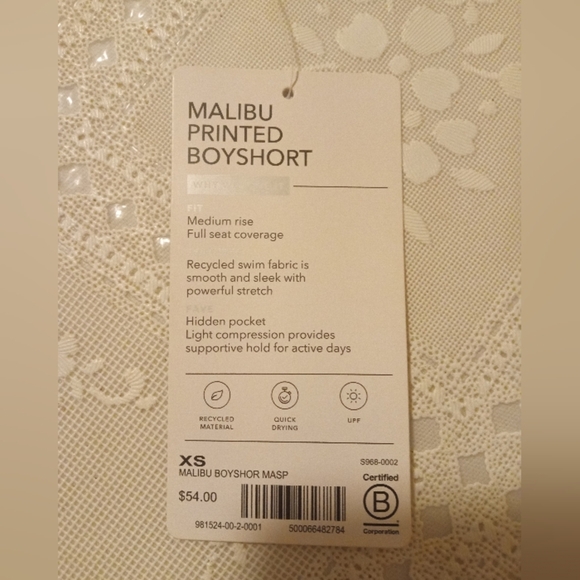 MALIBU
PRINTED
BOYSHORT
FIT
Medium rise
Full seat coverage
Recycled swim fabric is
smooth and sleek with
powerful stretch
Hidden pocket
Light compression provides
supportive hold for active days
RECYCLED MATERIAL
QUICK DRYING
UPF
XS
S968-0002
MALIBU BOYSHOR MASP
$54.00
981524-00-2-0001
500066482784
Certified
B
Corporation